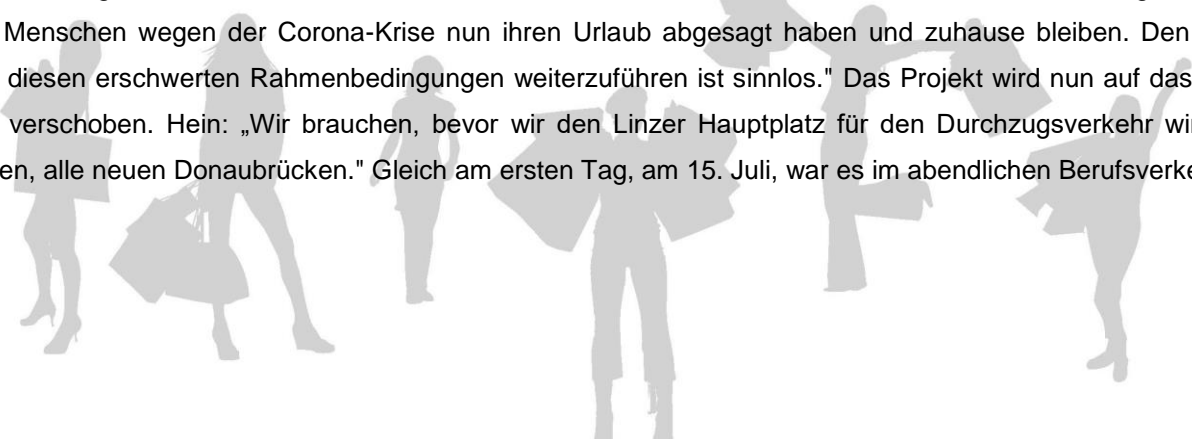 Menschen wegen der Corona-Krise nun ihren Urlaub abgesagt haben und zuhause bleiben. Den
diesen erschwerten Rahmenbedingungen weiterzuführen ist sinnlos." Das Projekt wird nun auf das
verschoben. Hein: „Wir brauchen, bevor wir den Linzer Hauptplatz für den Durchzugsverkehr
alle neuen Donaubrücken." Gleich am ersten Tag, am 15. Juli, war es im abendlichen